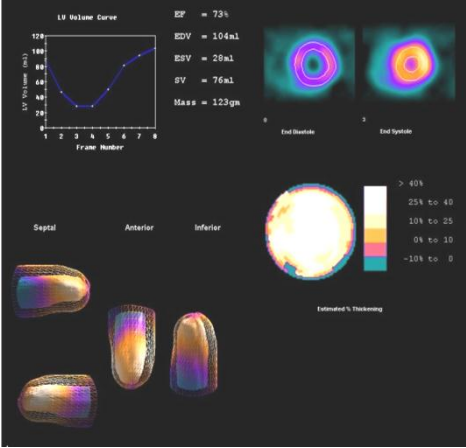 LV Volume Curve
LV Volume (ml)
120
100
80
60
40
20
0
1 2 3 4 5 6 7 8
Frame Number
EF = 73%
EDV = 104ml
ESV = 28ml
SV = 76ml
Mass = 123gm
0
End Diastole
3
End Systole
> 40%
25% to 40
10% to 25
0% to 10
-10% to 0
Estimated % Thickening
Septal
Anterior
Inferior